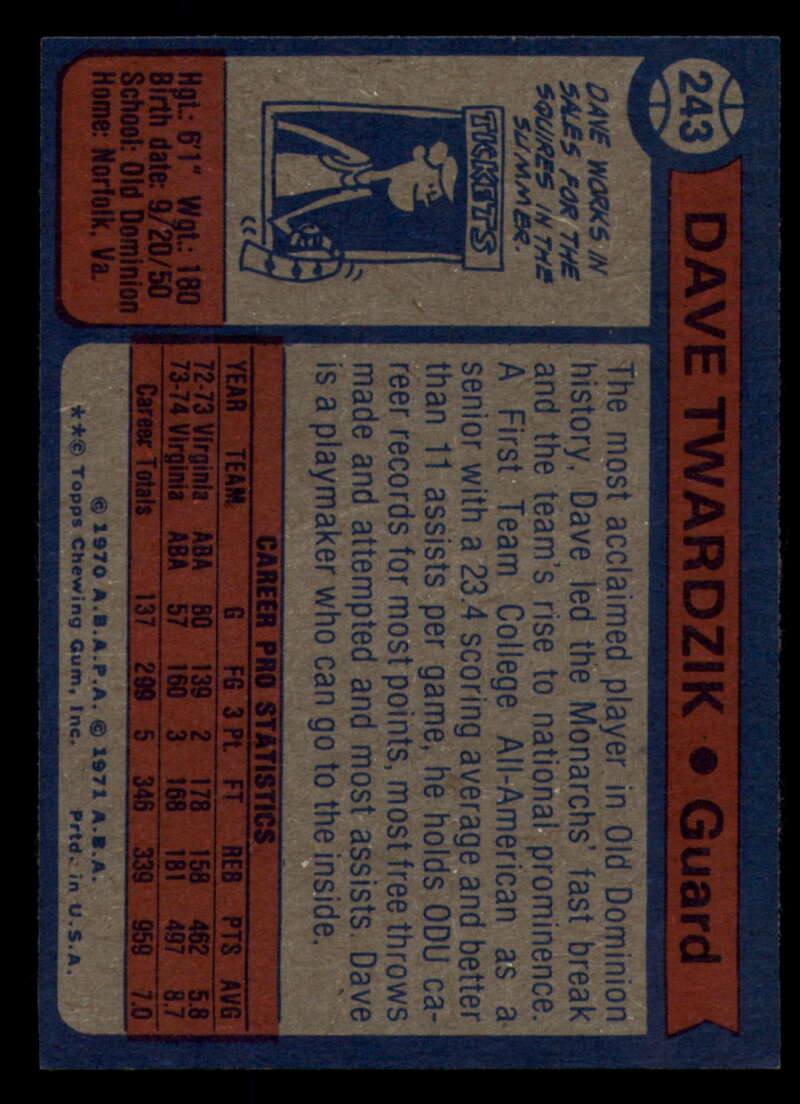 243
DAVE TWARDZIK • Guard
DAVE WORKS IN
SALES FOR THE
SQUIRES IN THE
SUMMER.
TICKETS
Hgt.: 6'1" Wgt.: 180
Birth date: 9/20/50
School: Old Dominion
Home: Norfolk, Va.
The most acclaimed player in Old Dominion
history, Dave led the Monarchs' fast break
and the team's rise to national prominence.
A First Team College All-American as a
senior with a 23.4 scoring average and better
than 11 assists per game, he holds ODU ca-
reer records for most points, most free throws
made and attempted and most assists. Dave
is a playmaker who can go to the inside.
CAREER PRO STATISTICS
YEAR TEAM G FG 3 Pt. FT REB PTS AVG
72-73 Virginia ABA 80 139 2 178 158 462 5.8
73-74 Virginia ABA 57 160 3 168 181 497 8.7
Career Totals 137 299 5 346 339 959 7.0
© 1970 A.B.A.P.A. © 1971 A.B.A.
**© Topps Chewing Gum, Inc. Prtd. in U.S.A.